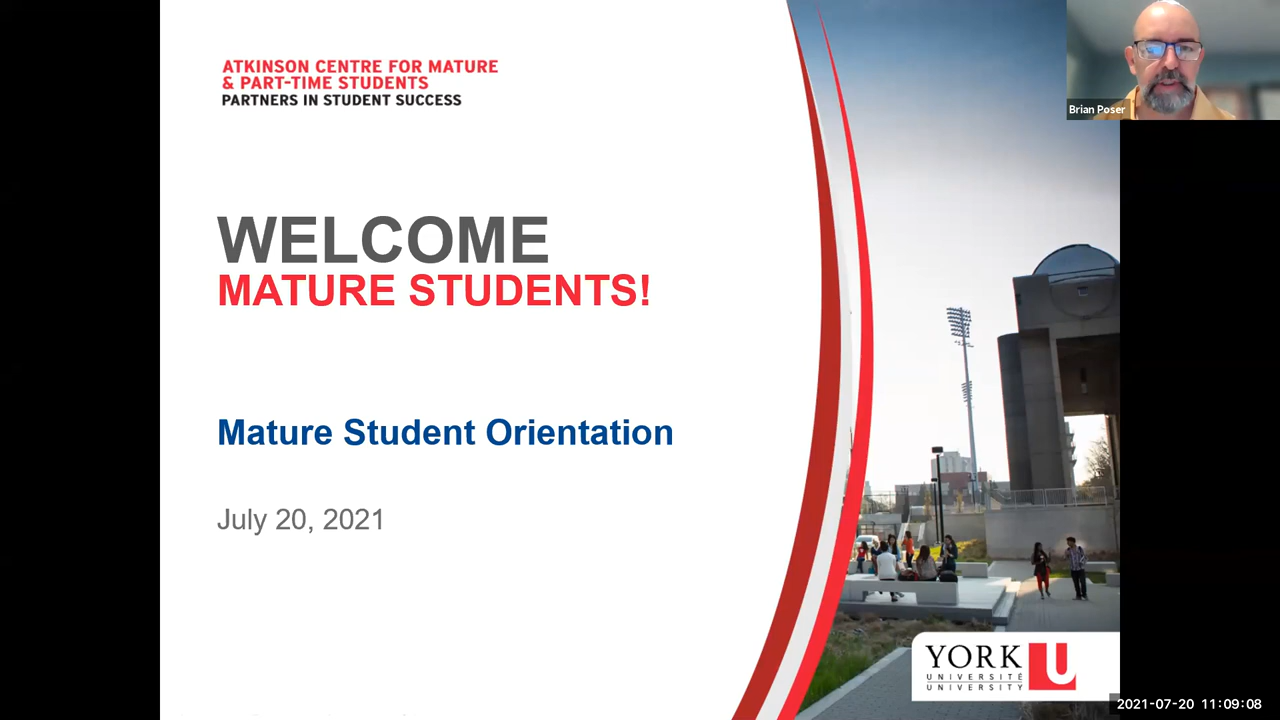 ATKINSON CENTRE FOR MATURE
& PART-TIME STUDENTS
PARTNERS IN STUDENT SUCCESS
Brian Poser
WELCOME
MATURE STUDENTS!
Mature Student Orientation
July 20, 2021
YORK U
UNIVERSITÉ
UNIVERSITY
2021-07-20 11:09:08